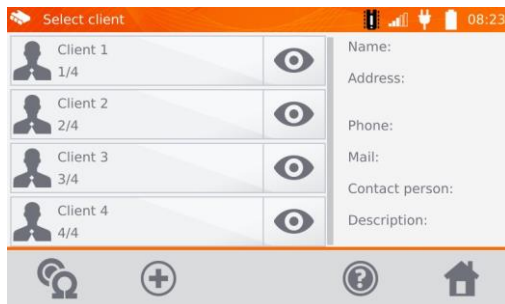 Select client
08:23
Client 1
1/4
Client 2
2/4
Client 3
3/4
Client 4
4/4
Name:
Address:
Phone:
Mail:
Contact person:
Description: